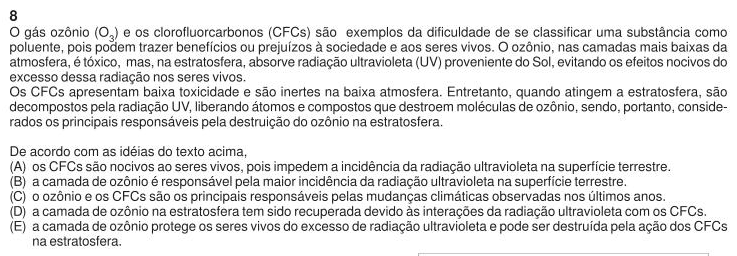 8
O gás ozônio (O3) e os clorofluorcarbonos (CFCs) são exemplos da dificuldade de se classificar uma substância como
poluente, pois podem trazer benefícios ou prejuízos à sociedade e aos seres vivos. O ozônio, nas camadas mais baixas da
atmosfera, é tóxico, mas, na estratosfera, absorve radiação ultravioleta (UV) proveniente do Sol, evitando os efeitos nocivos do
excesso dessa radiação nos seres vivos.
Os CFCs apresentam baixa toxicidade e são inertes na baixa atmosfera. Entretanto, quando atingem a estratosfera, são
decompostos pela radiação UV, liberando átomos e compostos que destroem moléculas de ozônio, sendo, portanto, conside-
rados os principais responsáveis pela destruição do ozônio na estratosfera.
De acordo com as idéias do texto acima,
(A) os CFCs são nocivos ao seres vivos, pois impedem a incidência da radiação ultravioleta na superfície terrestre.
(B) a camada de ozônio é responsável pela maior incidência da radiação ultravioleta na superfície terrestre.
(C) o ozônio e os CFCs são os principais responsáveis pelas mudanças climáticas observadas nos últimos anos.
(D) a camada de ozônio na estratosfera tem sido recuperada devido às interações da radiação ultravioleta com os CFCs.
(E) a camada de ozônio protege os seres vivos do excesso de radiação ultravioleta e pode ser destruída pela ação dos CFCs
na estratosfera.